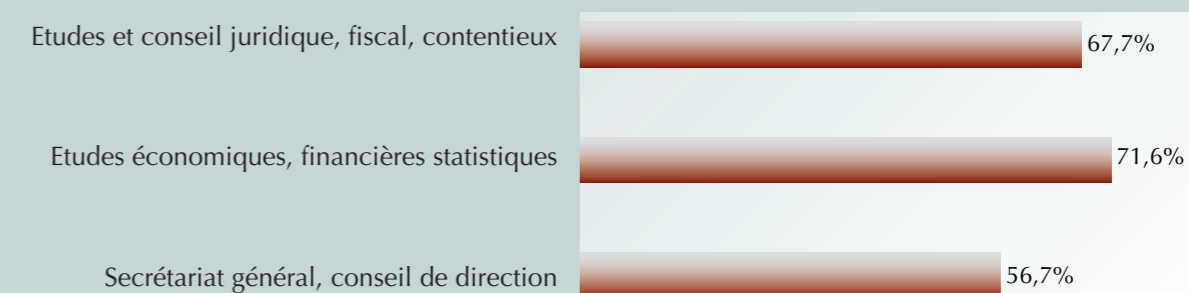 Etudes et conseil juridique, fiscal, contentieux 67,7%
Etudes économiques, financières statistiques 71,6%
Secrétariat général, conseil de direction 56,7%